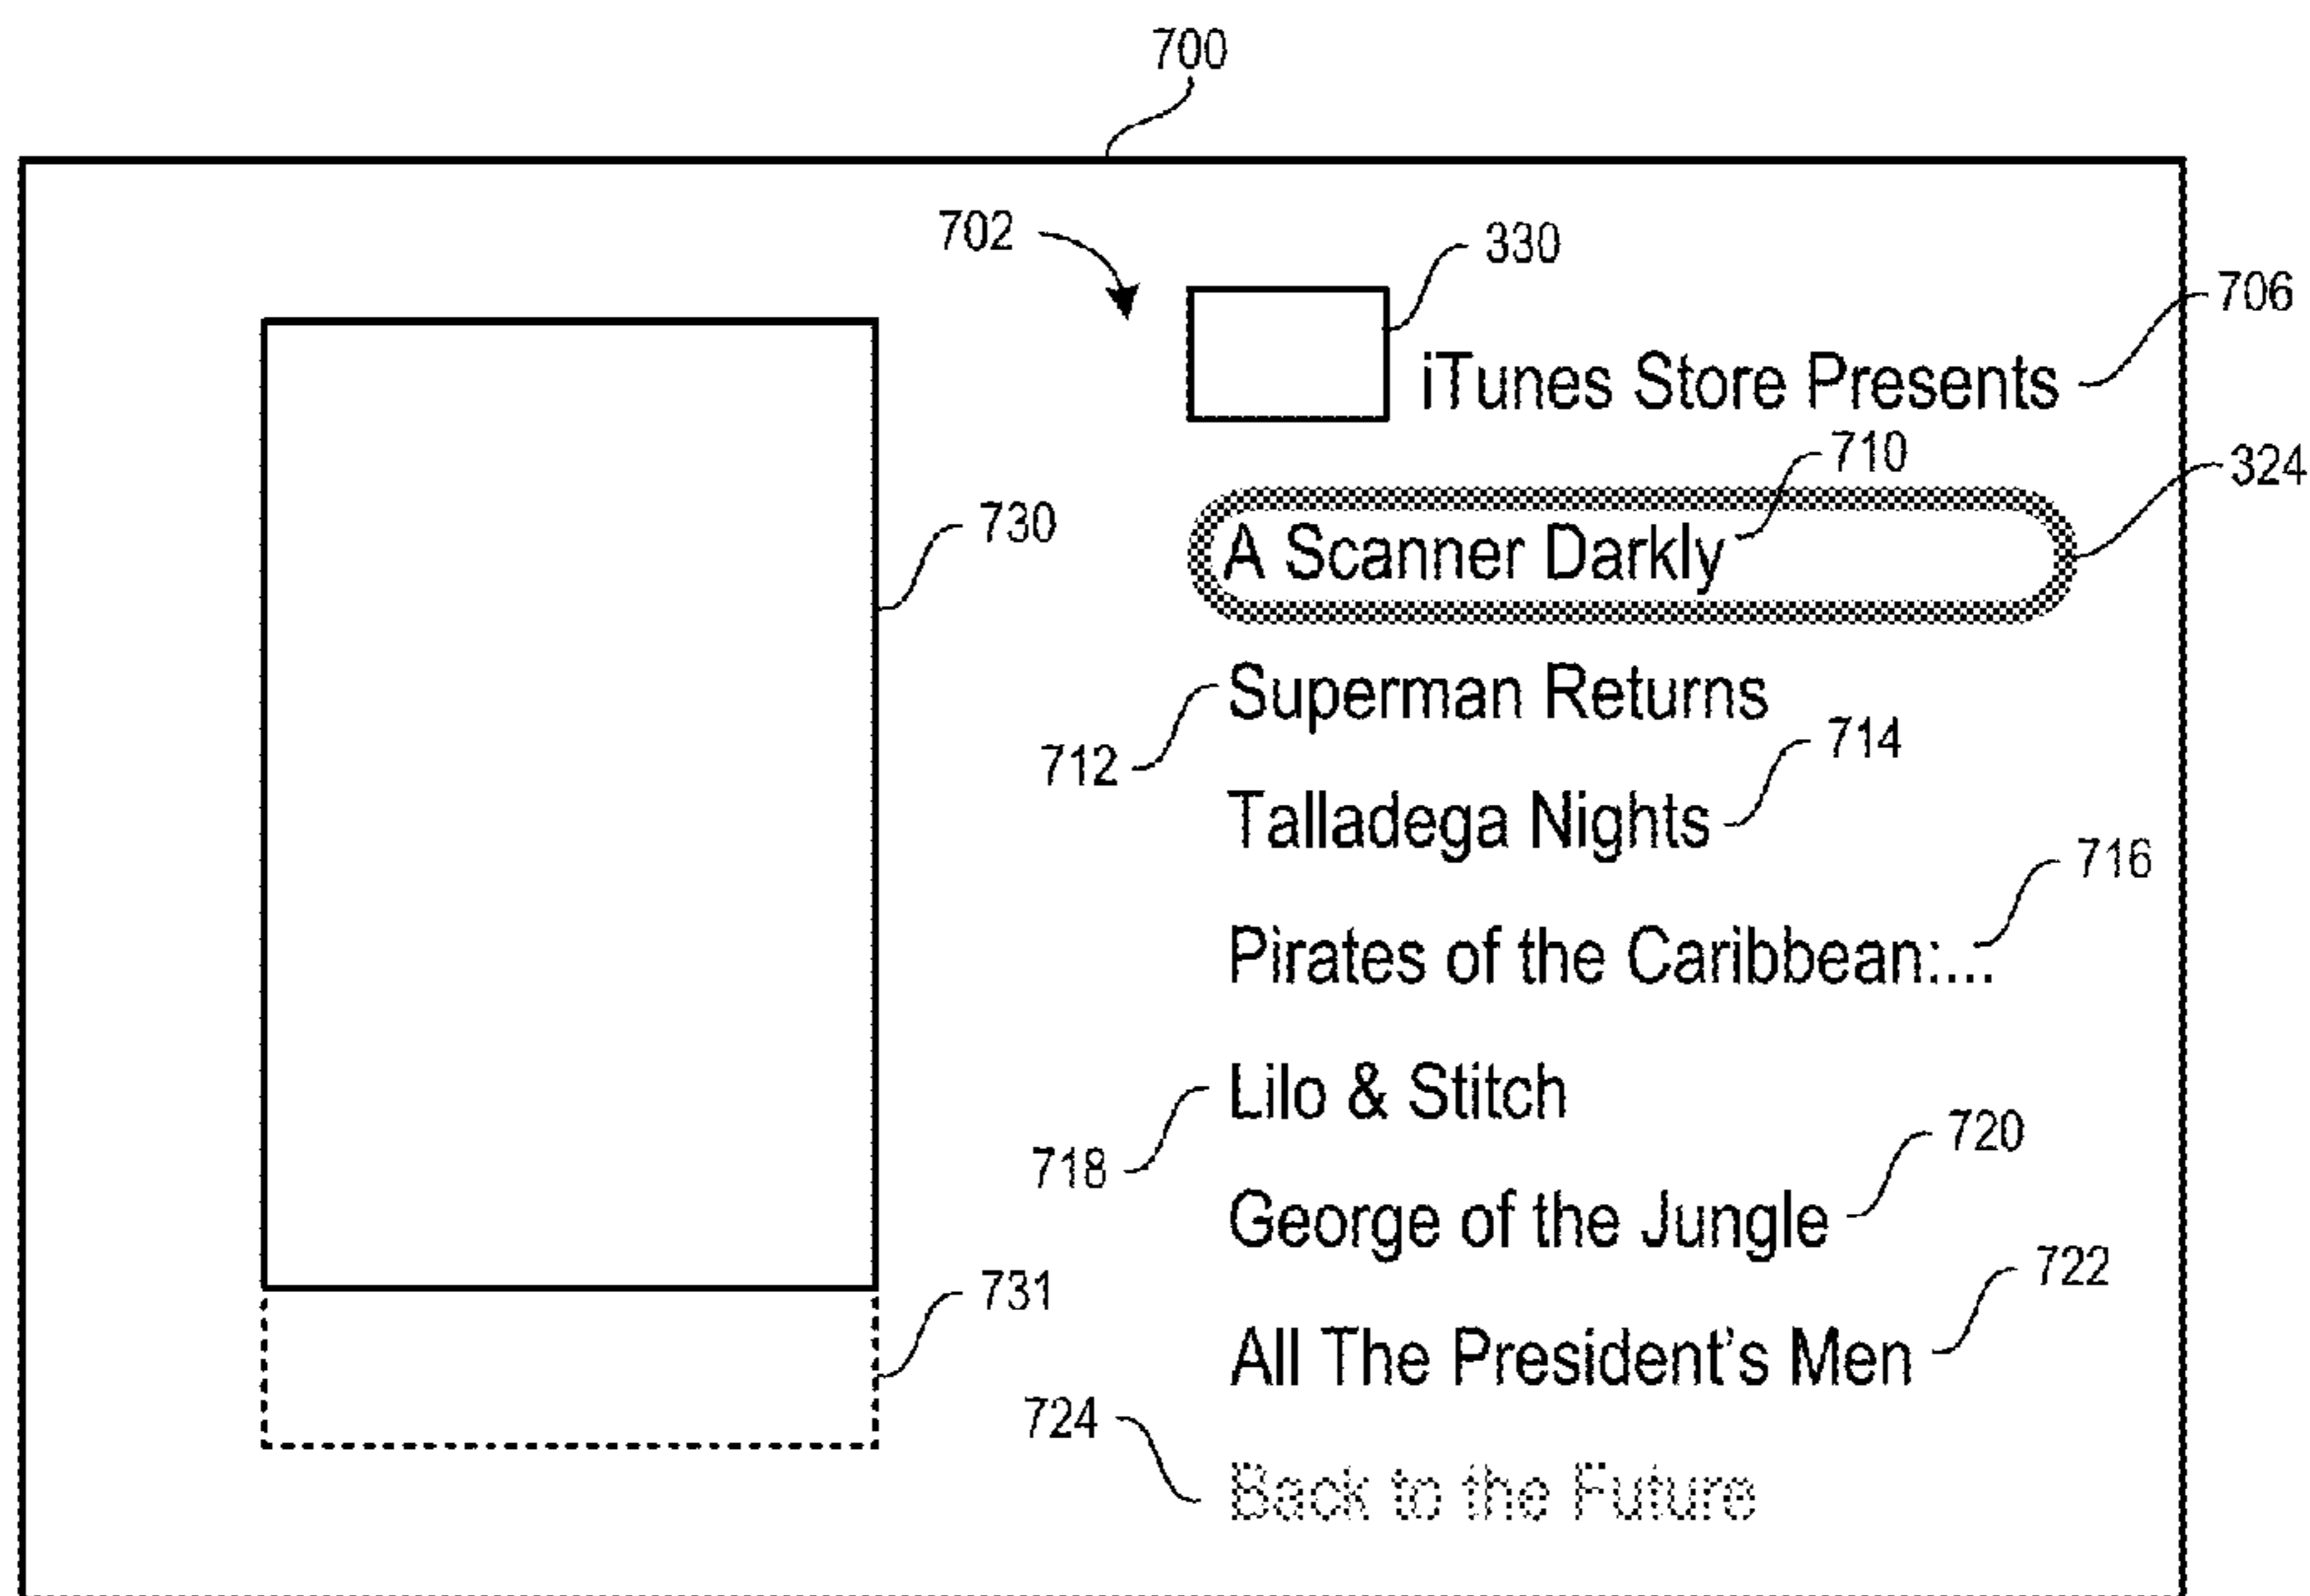 700
702
330
706
iTunes Store Presents
710
324
A Scanner Darkly
730
Superman Returns
712
714
Talladega Nights
716
Pirates of the Caribbean:...
Lilo & Stitch
718
720
George of the Jungle
722
731
All The President's Men
724
Back to the Future